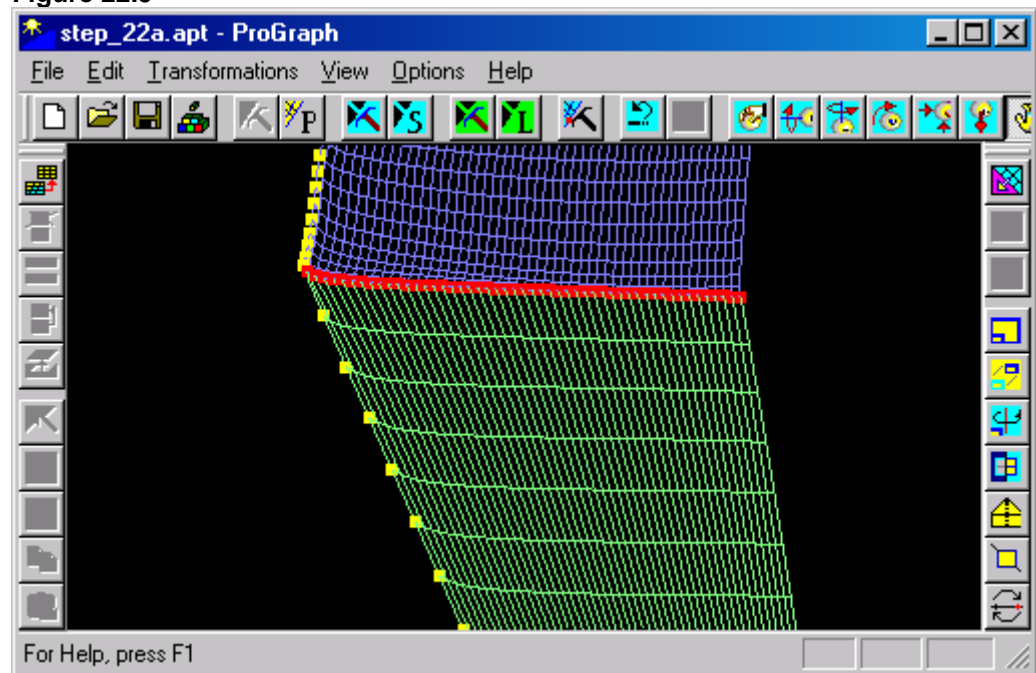 step_22a.apt - ProGraph
File Edit Transformations View Options Help
P S L
For Help, press F1